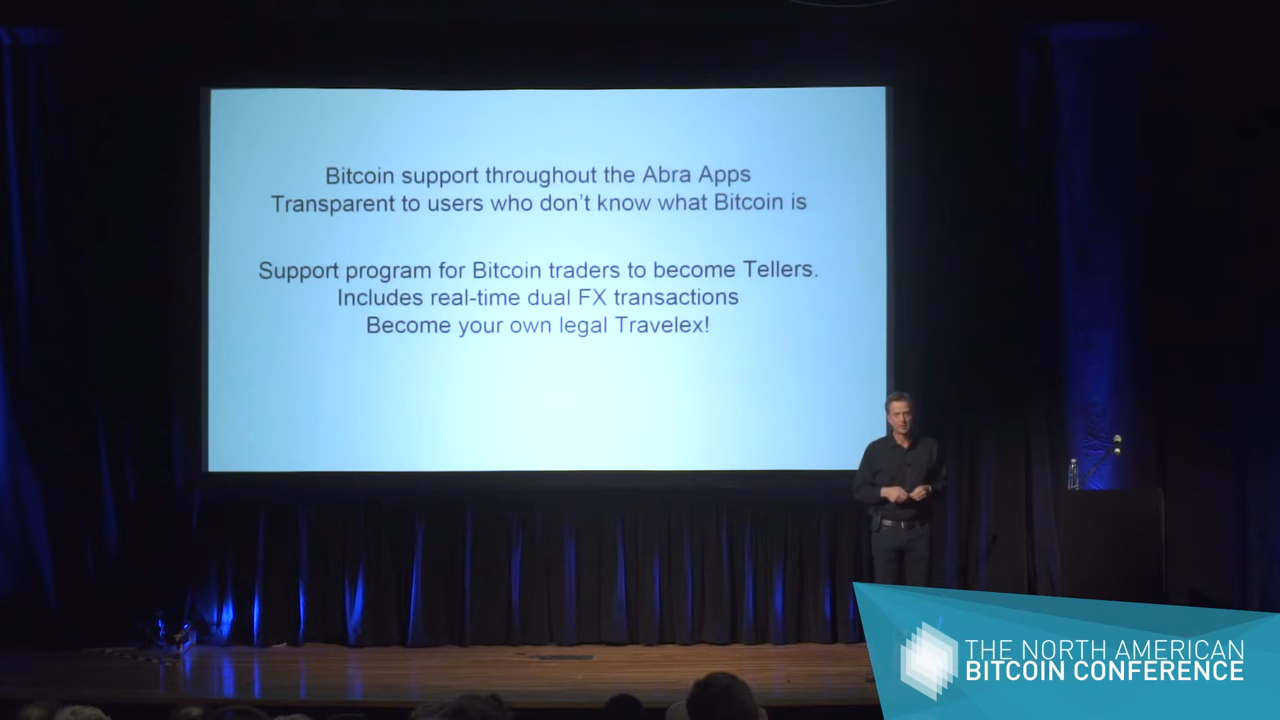 Bitcoin support throughout the Abra Apps
Transparent to users who don't know what Bitcoin is
Support program for Bitcoin traders to become Tellers.
Includes real-time dual FX transactions
Become your own legal Travelex!
THE NORTH AMERICAN
BITCOIN CONFERENCE